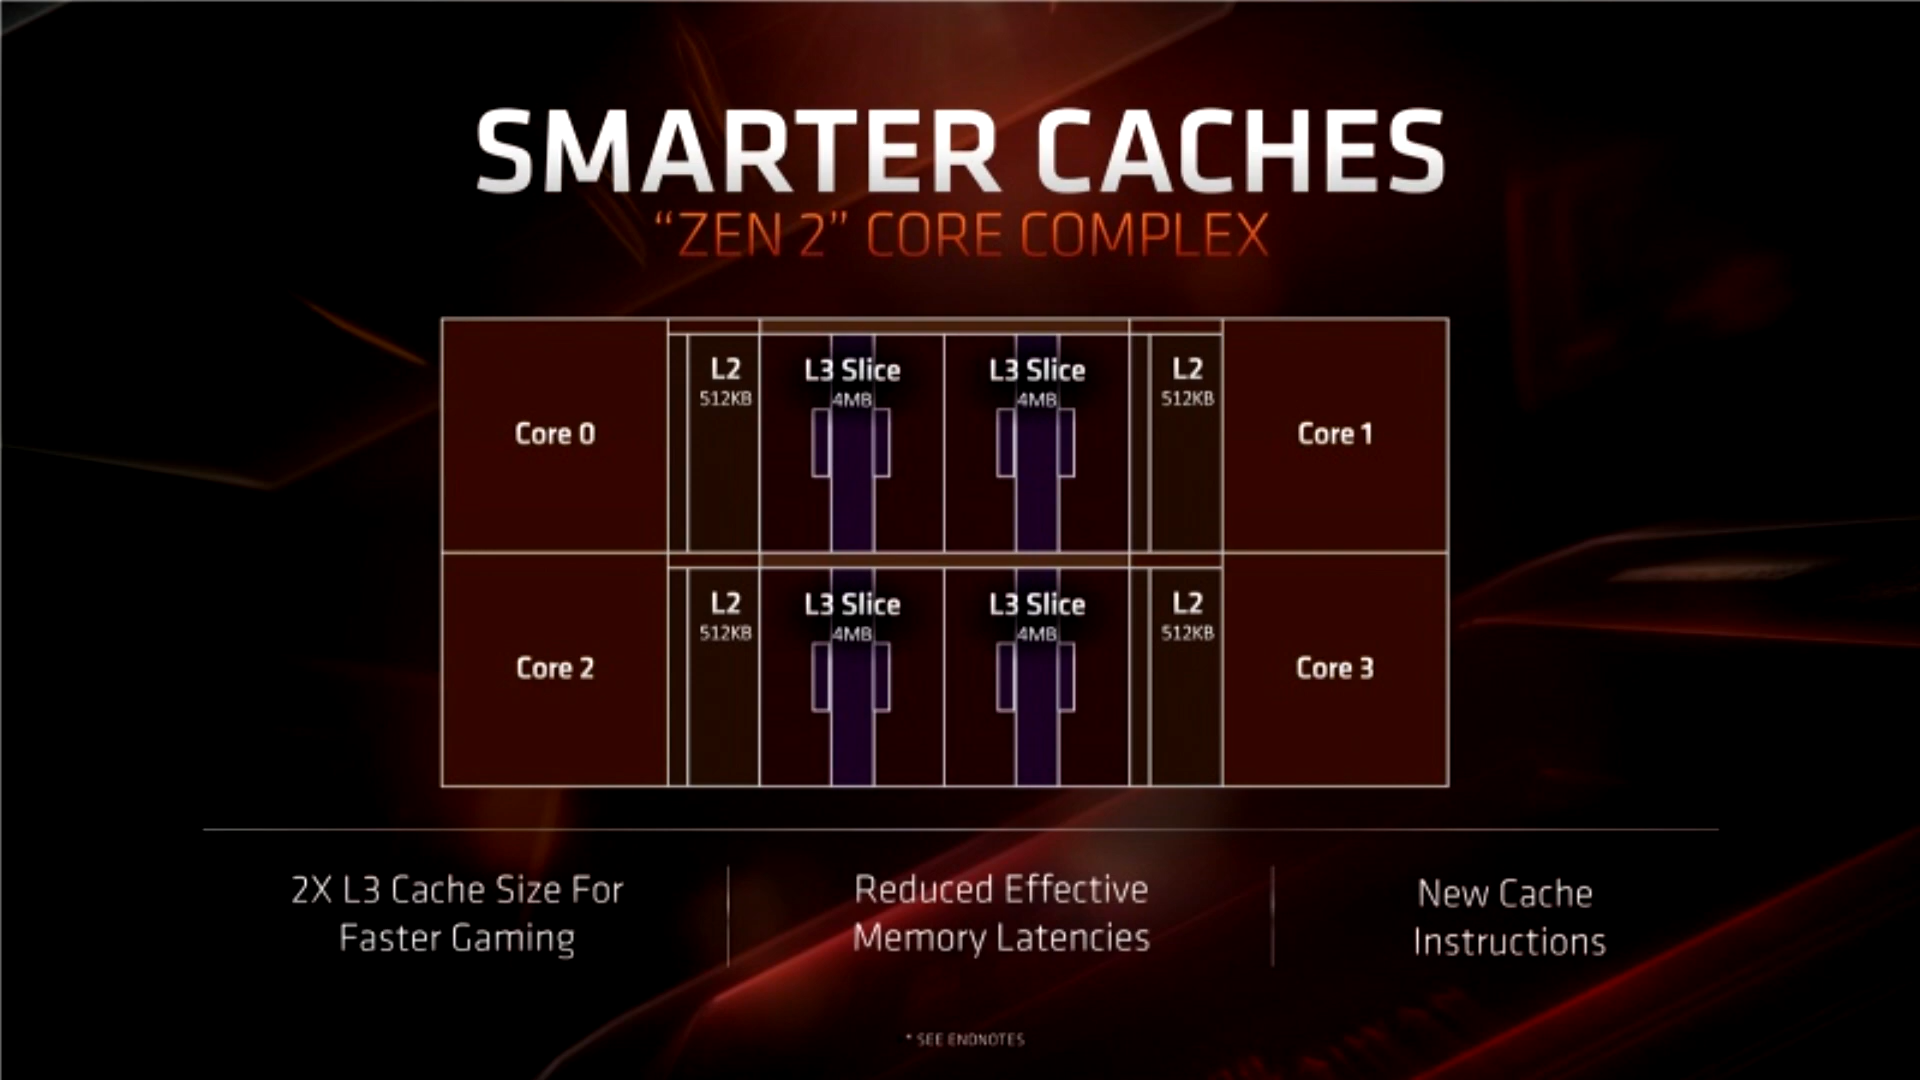 SMARTER CACHES
“ZEN 2” CORE COMPLEX
Core 0
L2
512KB
L3 Slice
4MB
L3 Slice
4MB
L2
512KB
Core 1
Core 2
L2
512KB
L3 Slice
4MB
L3 Slice
4MB
L2
512KB
Core 3
2X L3 Cache Size For
Faster Gaming
Reduced Effective
Memory Latencies
New Cache
Instructions
* SEE ENDNOTES